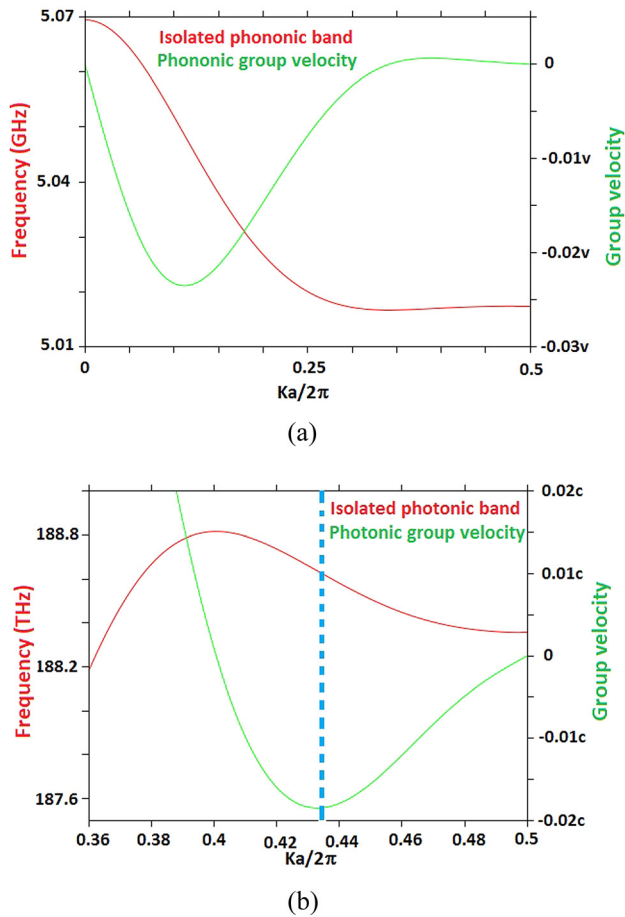 5.07
Isolated phononic band
Phononic group velocity
0
-0.01v
5.04
-0.02v
5.01
-0.03v
Frequency (GHz)
Group velocity
0
0.25
0.5
Ka/2π
(a)
0.02c
Isolated photonic band
Photonic group velocity
188.8
0.01c
188.2
0
-0.01c
187.6
-0.02c
Frequency (THz)
Group velocity
0.36
0.38
0.4
0.42
0.44
0.46
0.48
0.5
Ka/2π
(b)